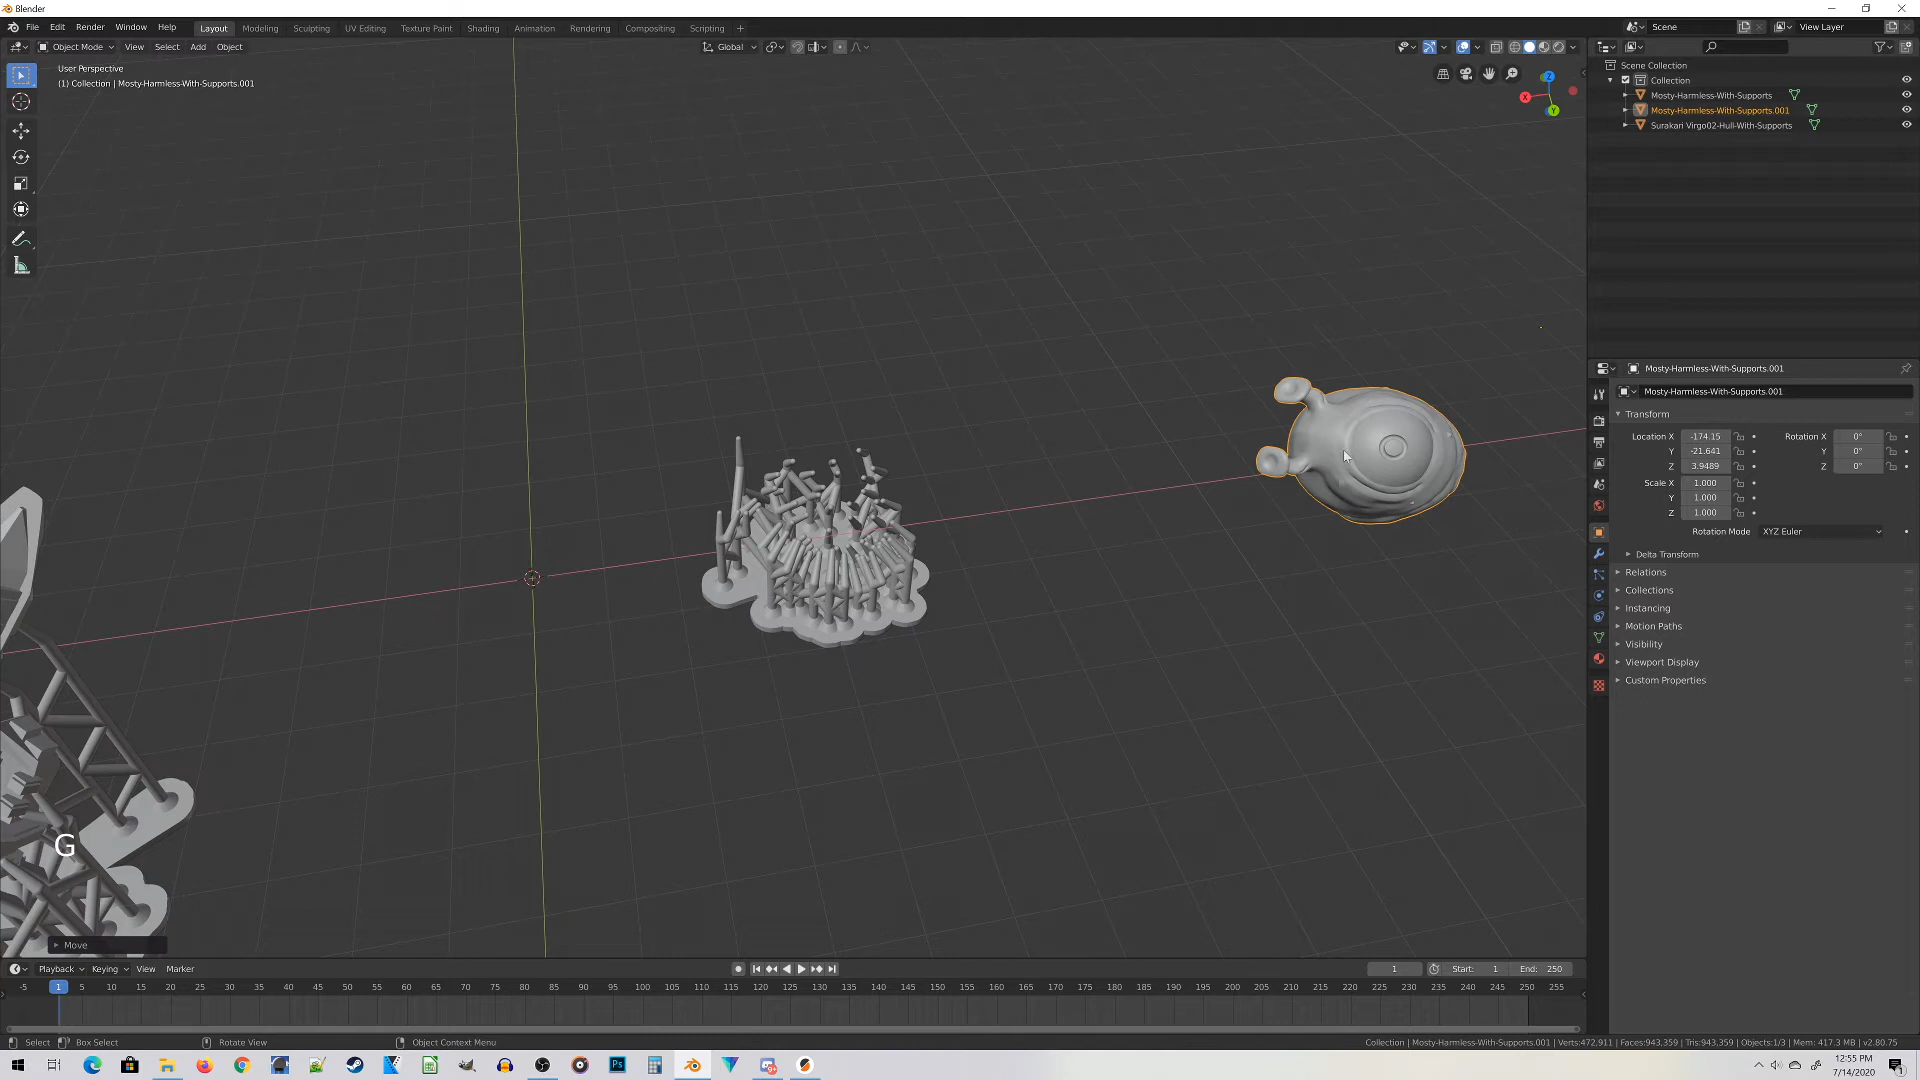 Blender
File Edit Render Window Help
Layout Modeling Sculpting UV Editing Texture Paint Shading Animation Rendering Compositing Scripting +
Scene
View Layer
Object Mode View Select Add Object
Global
User Perspective
(1) Collection | Mosty-Harmless-With-Supports.001
Z
X
Y
Scene Collection
Collection
Mosty-Harmless-With-Supports
Mosty-Harmless-With-Supports.001
Surakari Virgo02-Hull-With-Supports
Mosty-Harmless-With-Supports.001
Mosty-Harmless-With-Supports.001
Transform
Location X -174.15 Rotation X 0°
Y -21.641 Y 0°
Z 3.9489 Z 0°
Scale X 1.000
Y 1.000
Z 1.000
Rotation Mode XYZ Euler
Delta Transform
Relations
Collections
Instancing
Motion Paths
Visibility
Viewport Display
Custom Properties
G
Move
Playback Keying View Marker
1 Start: 1 End: 250
-5 1 5 10 15 20 25 30 35 40 45 50 55 60 65 70 75 80 85 90 95 100 105 110 115 120 125 130 135 140 145 150 155 160 165 170 175 180 185 190 195 200 205 210 215 220 225 230 235 240 245 250 255
Select Box Select Rotate View Object Context Menu
Collection | Mosty-Harmless-With-Supports.001 | Verts:472,911 | Faces:943,359 | Tris:943,359 | Objects:1/3 | Mem: 417.3 MB | v2.80.75
12:55 PM
7/14/2020